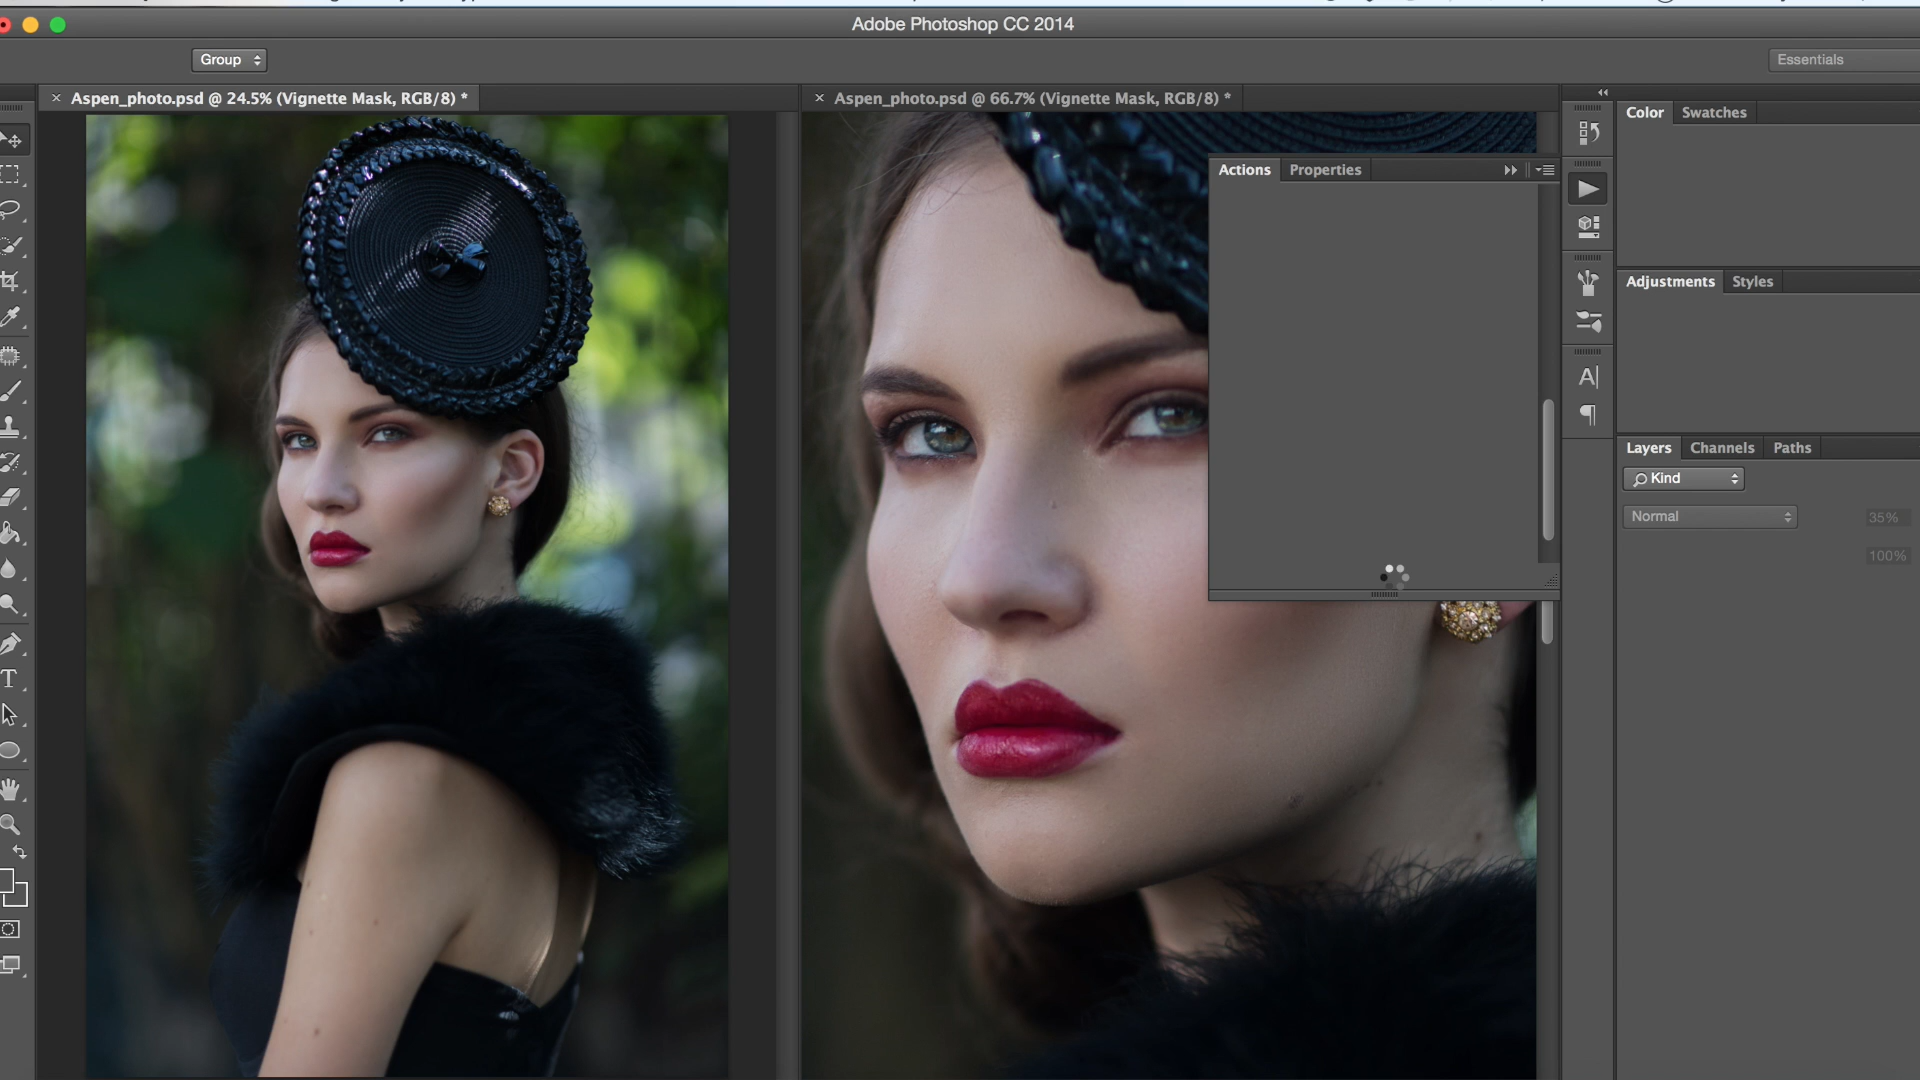 Adobe Photoshop CC 2014
Group
Essentials
Aspen_photo.psd @ 24.5% (Vignette Mask, RGB/8) *
Aspen_photo.psd @ 66.7% (Vignette Mask, RGB/8) *
Color
Swatches
Actions
Properties
Adjustments
Styles
Layers
Channels
Paths
Kind
Normal
35%
100%